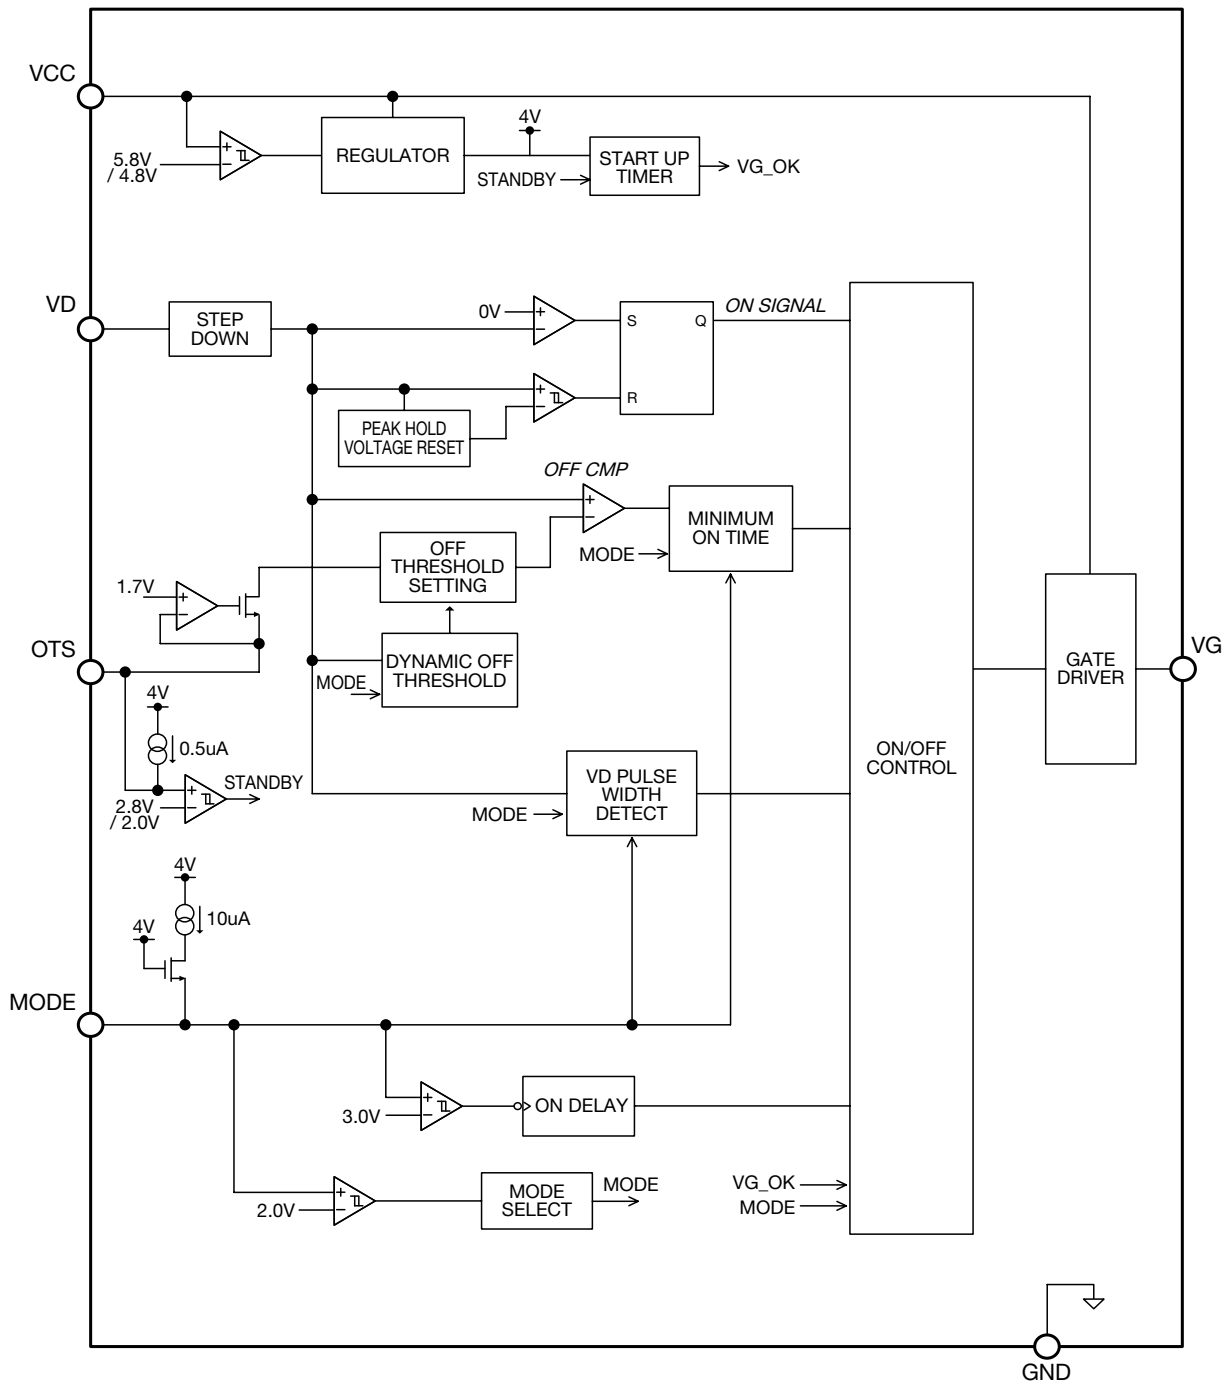 VCC
4V
5.8V
/ 4.8V
REGULATOR
START UP
TIMER
STANDBY
VG_OK
VD
STEP
DOWN
0V
+
−
S
Q
R
ON SIGNAL
PEAK HOLD
VOLTAGE RESET
OFF CMP
MINIMUM
ON TIME
MODE
OFF
THRESHOLD
SETTING
1.7V
OTS
DYNAMIC OFF
THRESHOLD
MODE
4V
0.5uA
STANDBY
2.8V
/ 2.0V
VD PULSE
WIDTH
DETECT
MODE
ON/OFF
CONTROL
GATE
DRIVER
VG
4V
10uA
4V
MODE
3.0V
ON DELAY
2.0V
MODE
SELECT
MODE
VG_OK
MODE
GND